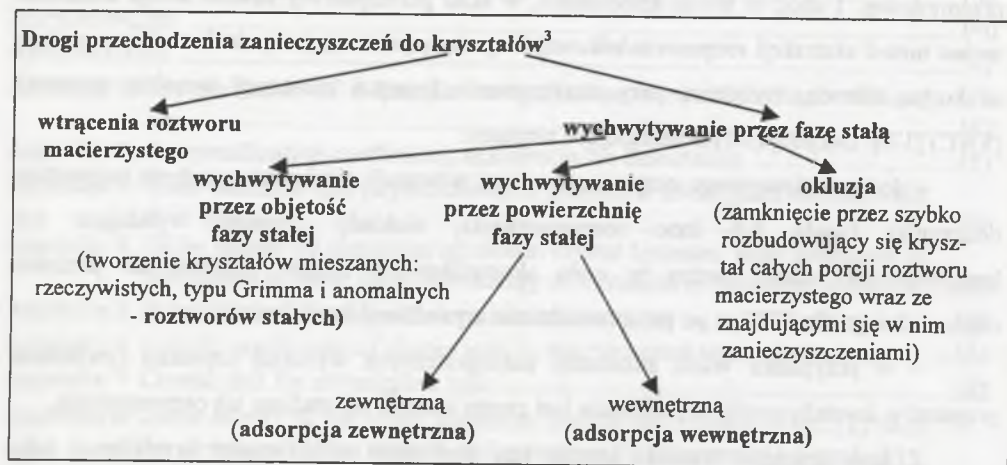 Drogi przechodzenia zanieczyszczeń do kryształów³
wtrącenia roztworu
macierzystego
wychwytywanie przez fazę stałą
wychwytywanie
przez objętość
fazy stałej
(tworzenie kryształów mieszanych:
rzeczywistych, typu Grimma i anomalnych
- roztworów stałych)
wychwytywanie
przez powierzchnię
fazy stałej
okluzja
(zamknięcie przez szybko
rozbudowujący się krysz-
tał całych porcji roztworu
macierzystego wraz ze
znajdującymi się w nim
zanieczyszczeniami)
zewnętrzną
(adsorpcja zewnętrzna)
wewnętrzną
(adsorpcja wewnętrzna)